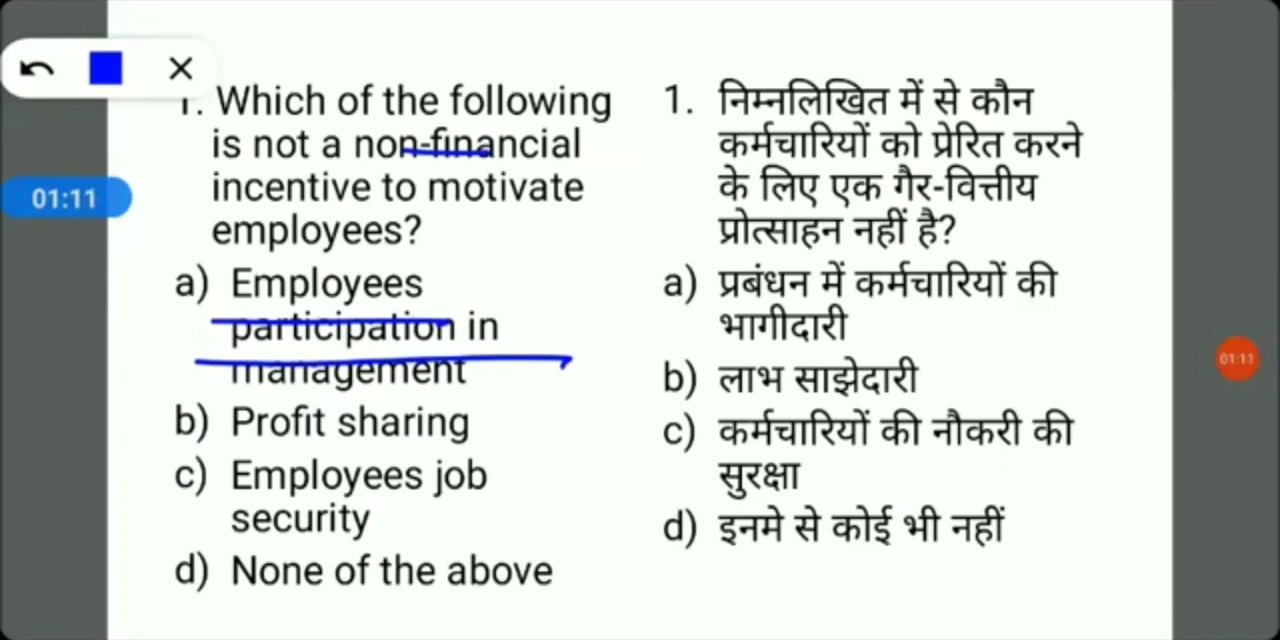 1. Which of the following
is not a non-financial
incentive to motivate
employees?
a) Employees
participation in
management
b) Profit sharing
c) Employees job
security
d) None of the above
1. निम्नलिखित में से कौन
कर्मचारियों को प्रेरित करने
के लिए एक गैर-वित्तीय
प्रोत्साहन नहीं है?
a) प्रबंधन में कर्मचारियों की
भागीदारी
b) लाभ साझेदारी
c) कर्मचारियों की नौकरी की
सुरक्षा
d) इनमे से कोई भी नहीं
01:11
01:11